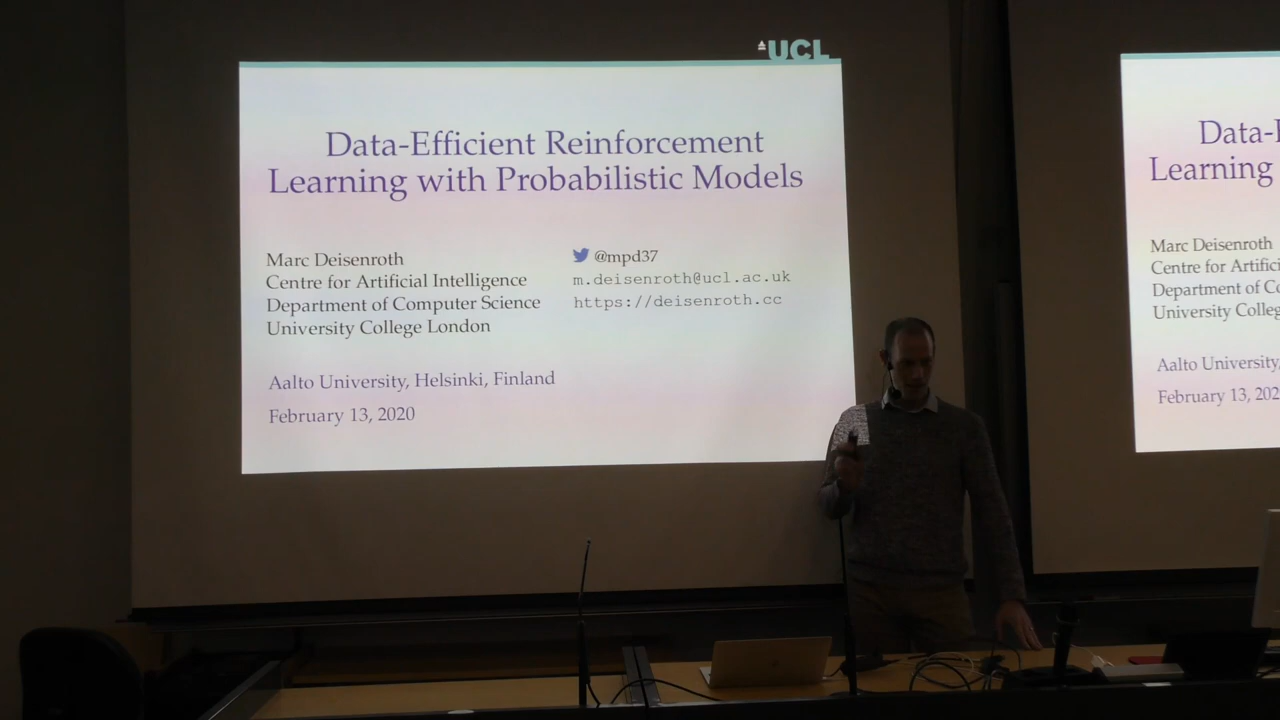 UCL
Data-Efficient Reinforcement
Learning with Probabilistic Models
Marc Deisenroth
Centre for Artificial Intelligence
Department of Computer Science
University College London
@mpd37
m.deisenroth@ucl.ac.uk
https://deisenroth.cc
Aalto University, Helsinki, Finland
February 13, 2020
Data-E
Learning
Marc Deisenroth
Centre for Artifici
Department of Co
University Colleg
Aalto University,
February 13, 202